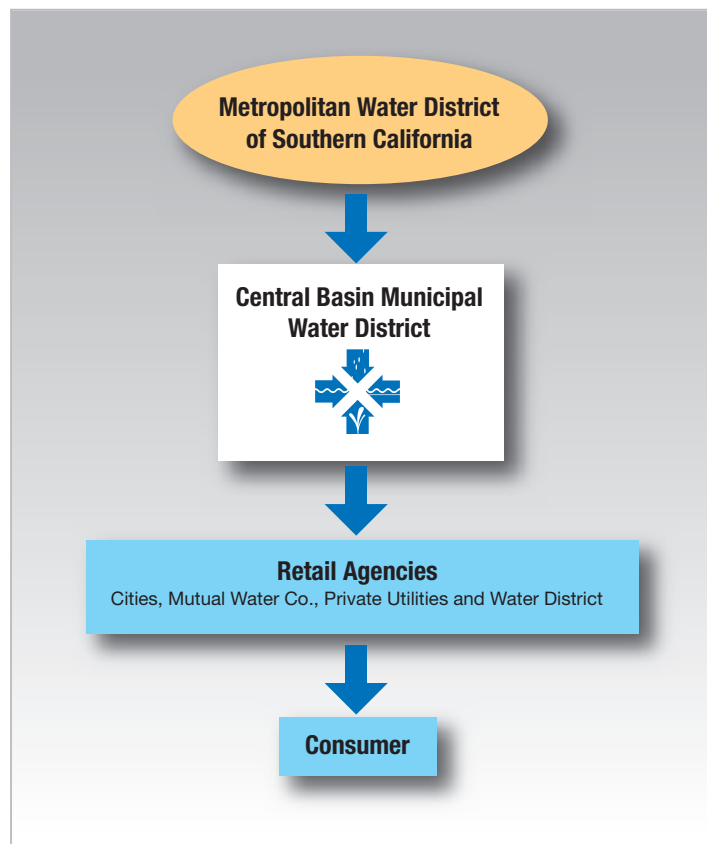 Metropolitan Water District
of Southern California
Central Basin Municipal
Water District
Retail Agencies
Cities, Mutual Water Co., Private Utilities and Water District
Consumer